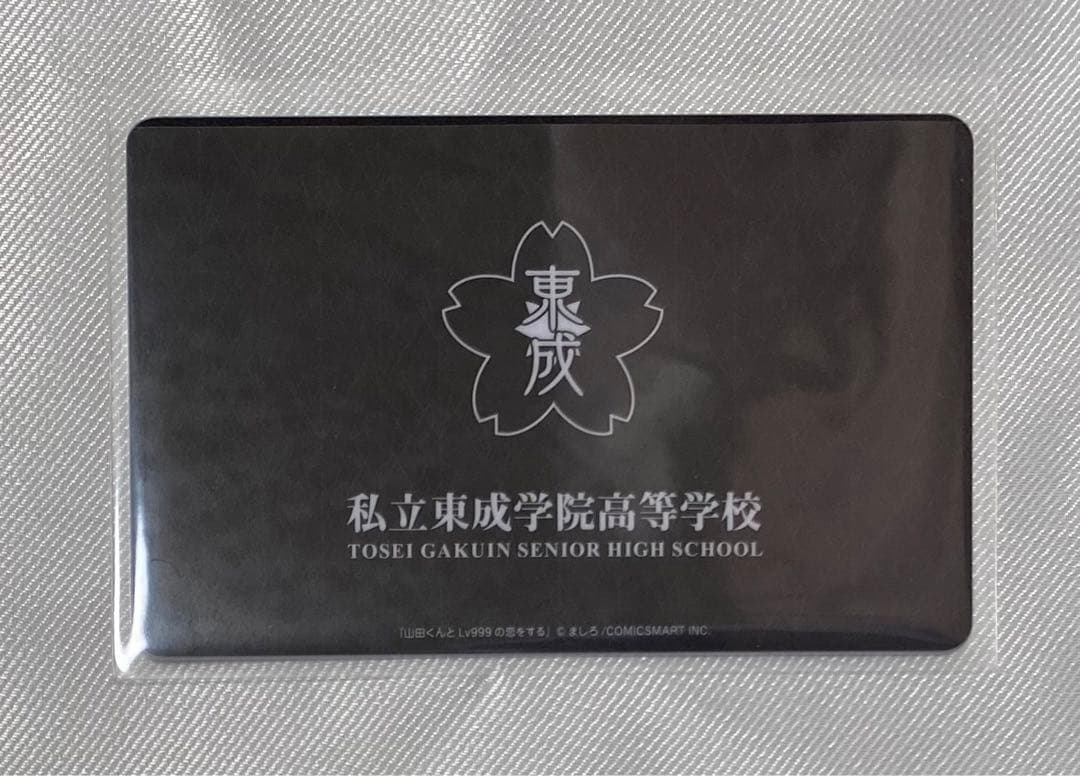 東成
私立東成学院高等学校
TOSEI GAKUIN SENIOR HIGH SCHOOL
「山田くんとLv999の恋をする」© ましろ/COMICSMART INC.